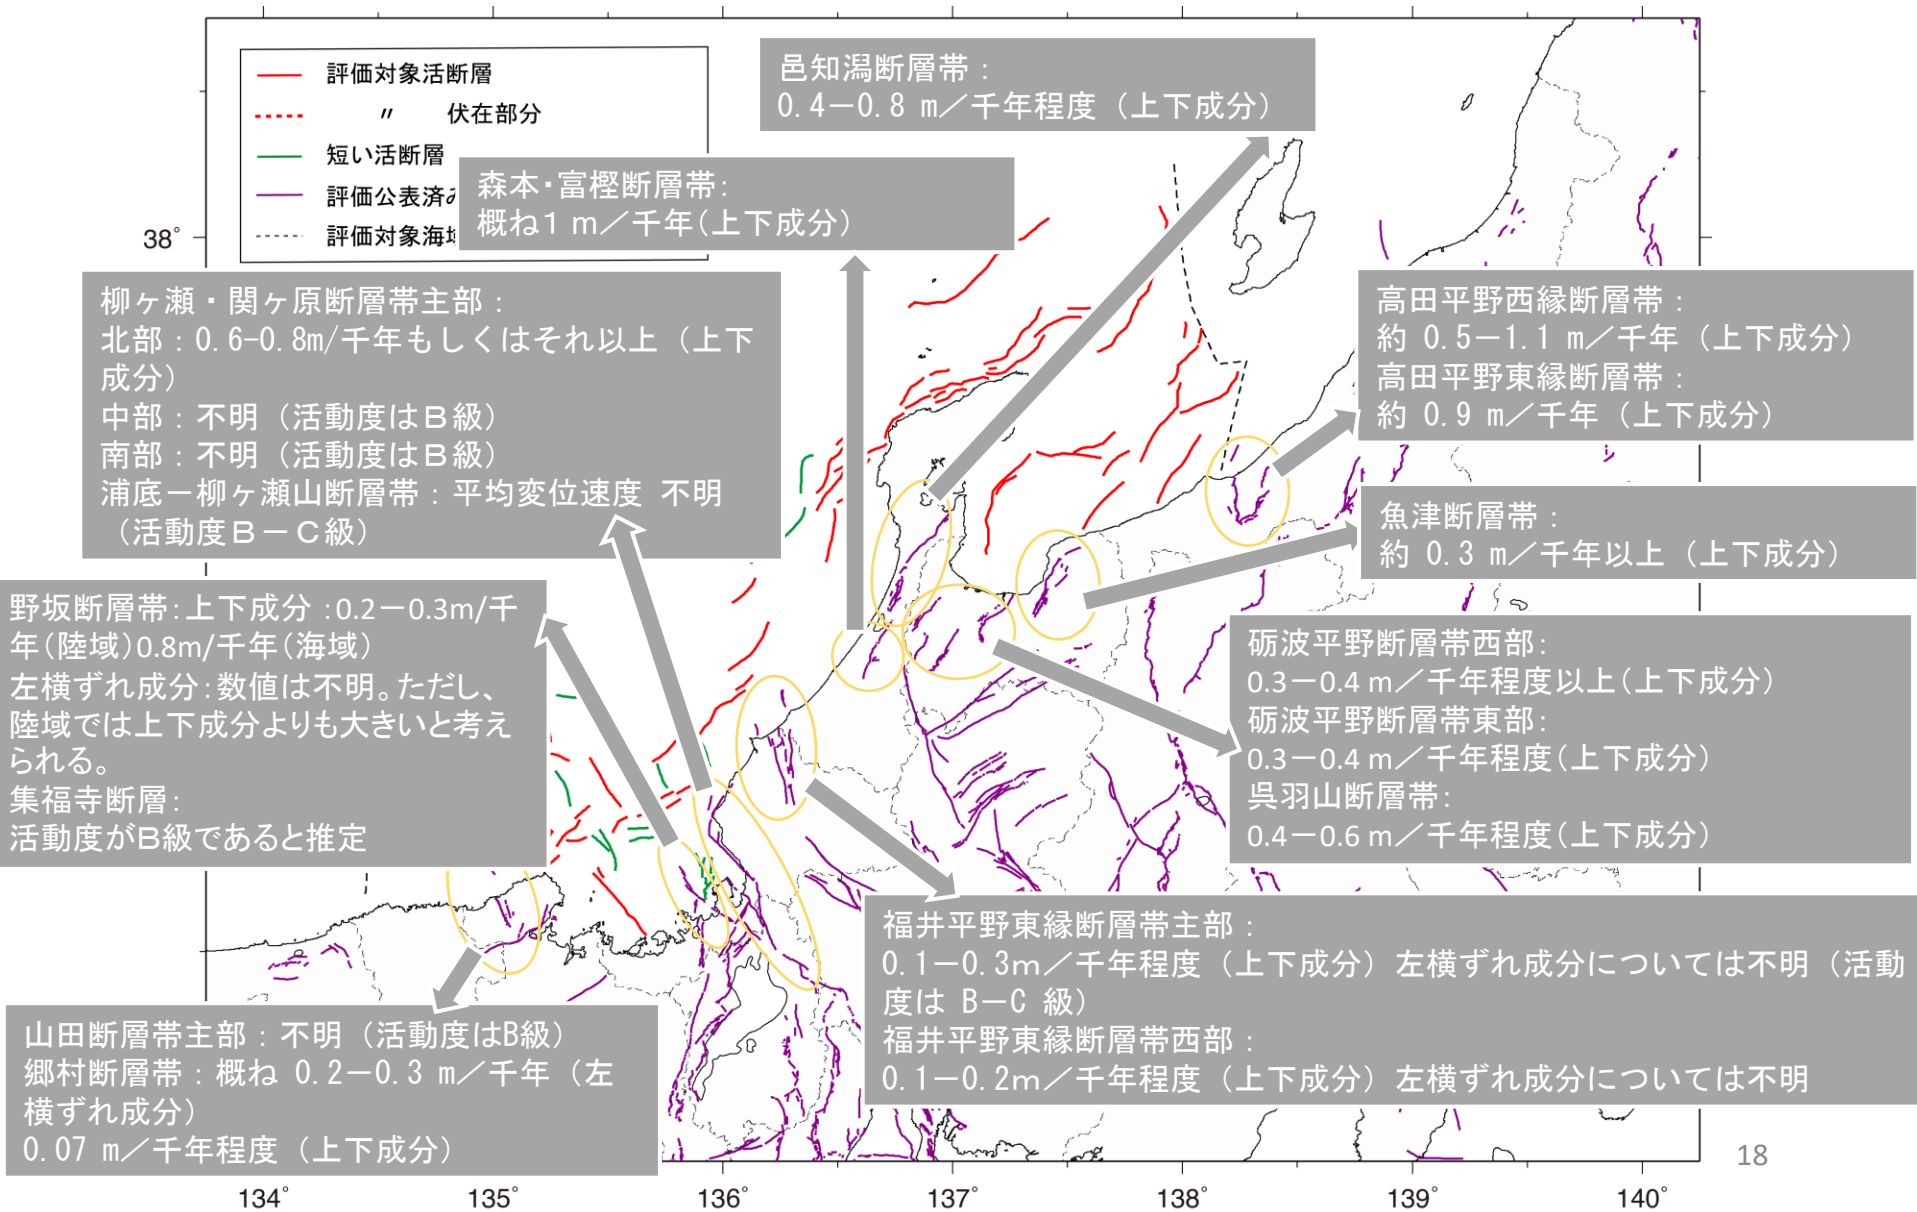 評価対象活断層
〃 伏在部分
短い活断層
評価公表済
評価対象海
邑知潟断層帯：
0.4－0.8 m／千年程度（上下成分）
森本・富樫断層帯：
概ね１ m／千年（上下成分）
柳ヶ瀬・関ヶ原断層帯主部：
北部：0.6-0.8m/千年もしくはそれ以上（上下
成分）
中部：不明（活動度はＢ級）
南部：不明（活動度はＢ級）
浦底－柳ヶ瀬山断層帯：平均変位速度 不明
（活動度Ｂ－Ｃ級）
高田平野西縁断層帯：
約 0.5－1.1 m／千年（上下成分）
高田平野東縁断層帯：
約 0.9 m／千年（上下成分）
魚津断層帯：
約 0.3 m／千年以上（上下成分）
野坂断層帯：上下成分：0.2－0.3m/千
年（陸域）0.8m/千年（海域）
左横ずれ成分：数値は不明。ただし、
陸域では上下成分よりも大きいと考え
られる。
集福寺断層：
活動度がB級であると推定
砺波平野断層帯西部：
0.3－0.4 m／千年程度以上（上下成分）
砺波平野断層帯東部：
0.3－0.4 m／千年程度（上下成分）
呉羽山断層帯：
0.4－0.6 m／千年程度（上下成分）
福井平野東縁断層帯主部：
0.1－0.3ｍ／千年程度（上下成分）左横ずれ成分については不明（活動
度は B－C 級）
福井平野東縁断層帯西部：
0.1－0.2ｍ／千年程度（上下成分）左横ずれ成分については不明
山田断層帯主部：不明（活動度はB級）
郷村断層帯：概ね 0.2－0.3 m／千年（左
横ずれ成分）
0.07 m／千年程度（上下成分）
38°
134°
135°
136°
137°
138°
139°
140°
18